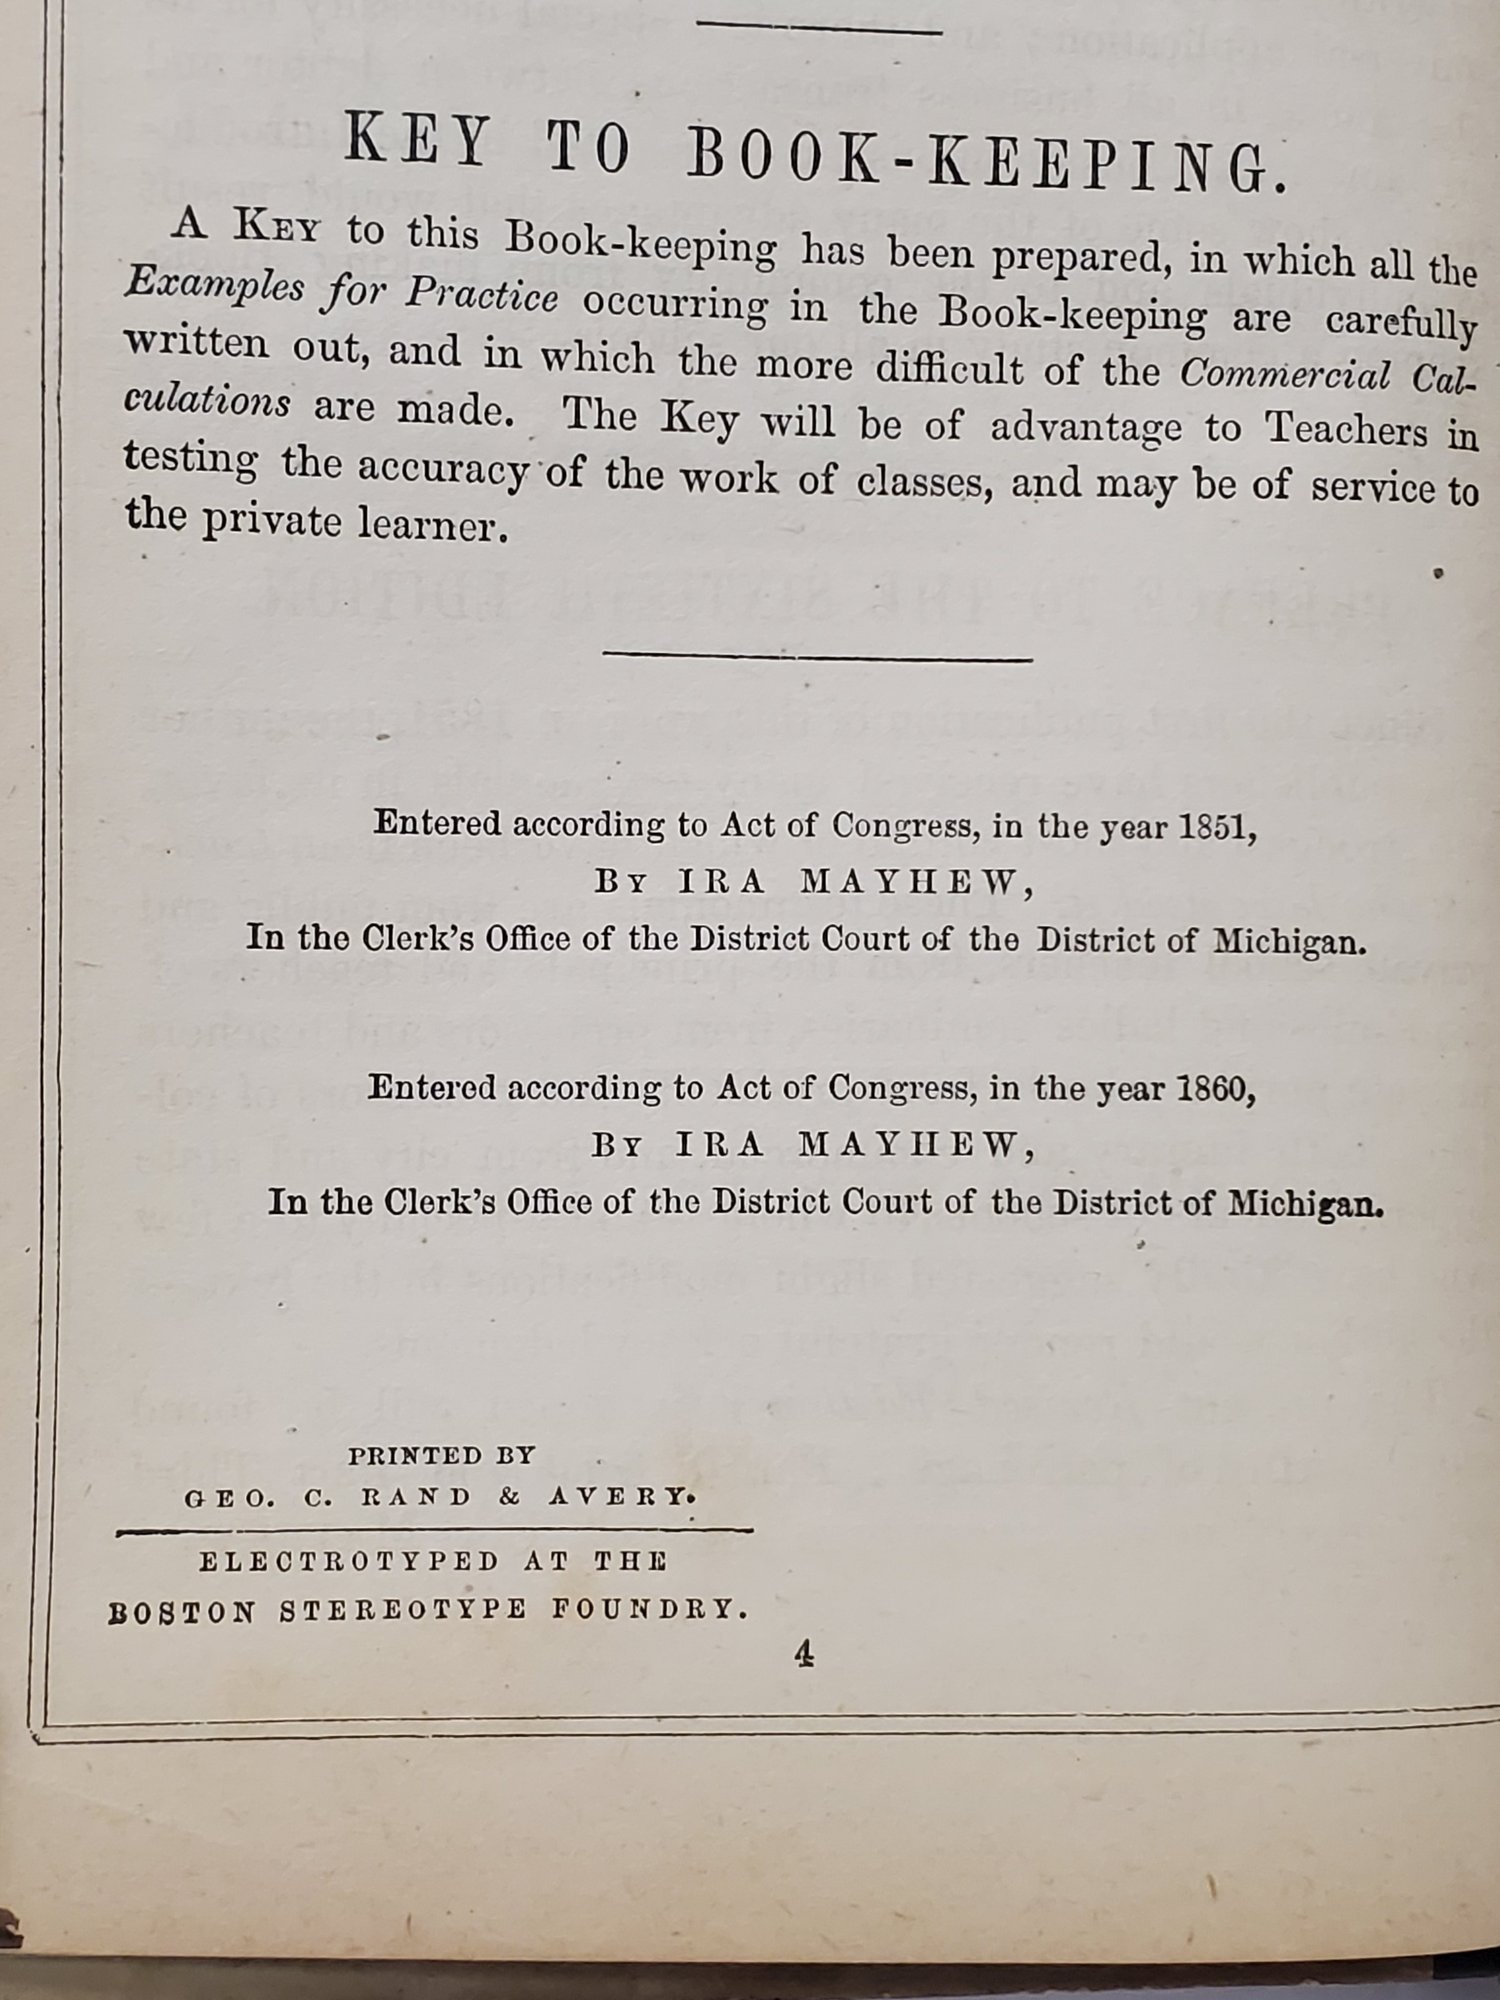 KEY TO BOOK-KEEPING.
A KEY to this Book-keeping has been prepared, in which all the
Examples for Practice occurring in the Book-keeping are carefully
written out, and in which the more difficult of the Commercial Cal-
culations are made. The Key will be of advantage to Teachers in
testing the accuracy of the work of classes, and may be of service to
the private learner.
Entered according to Act of Congress, in the year 1851,
BY IRA MAYHEW,
In the Clerk's Office of the District Court of the District of Michigan.
Entered according to Act of Congress, in the year 1860,
BY IRA MAYHEW,
In the Clerk's Office of the District Court of the District of Michigan.
PRINTED BY
GEO. C. RAND & AVERY.
ELECTROTYPED AT THE
BOSTON STEREOTYPE FOUNDRY.
4